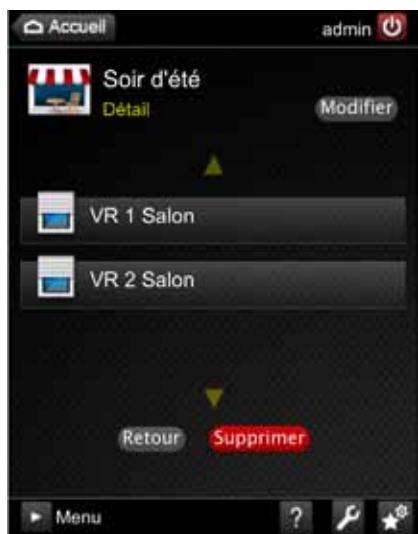 Accueil
admin
Soir d'été
Détail
Modifier
VR 1 Salon
VR 2 Salon
Retour
Supprimer
Menu
?